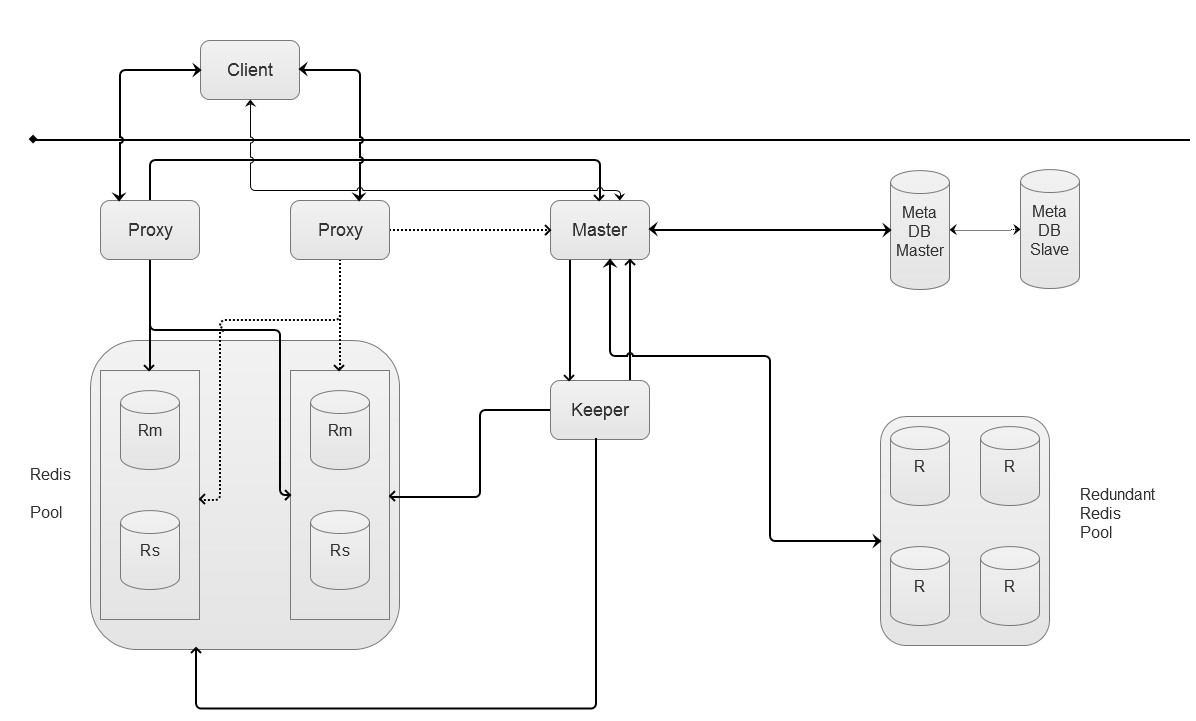 Client
Proxy
Proxy
Master
Meta
DB
Master
Meta
DB
Slave
Keeper
Rm
Rm
Rs
Rs
Redis
Pool
R
R
R
R
Redundant
Redis
Pool